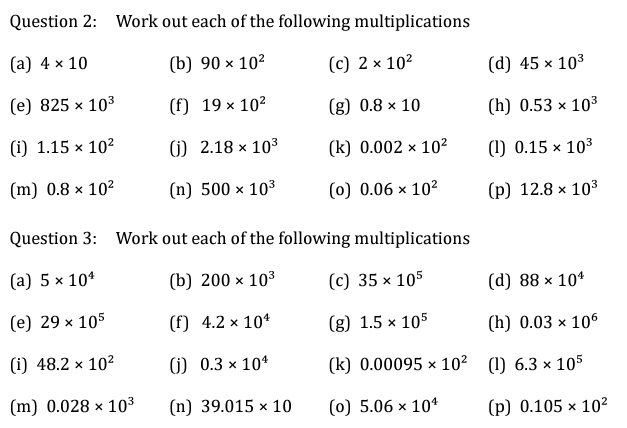 Question 2: Work out each of the following multiplications
(a) 4 × 10 (b) 90 × 10² (c) 2 × 10² (d) 45 × 10³
(e) 825 × 10³ (f) 19 × 10² (g) 0.8 × 10 (h) 0.53 × 10³
(i) 1.15 × 10² (j) 2.18 × 10³ (k) 0.002 × 10² (l) 0.15 × 10³
(m) 0.8 × 10² (n) 500 × 10³ (o) 0.06 × 10² (p) 12.8 × 10³
Question 3: Work out each of the following multiplications
(a) 5 × 10⁴ (b) 200 × 10³ (c) 35 × 10⁵ (d) 88 × 10⁴
(e) 29 × 10⁵ (f) 4.2 × 10⁴ (g) 1.5 × 10⁵ (h) 0.03 × 10⁶
(i) 48.2 × 10² (j) 0.3 × 10⁴ (k) 0.00095 × 10² (l) 6.3 × 10⁵
(m) 0.028 × 10³ (n) 39.015 × 10 (o) 5.06 × 10⁴ (p) 0.105 × 10²